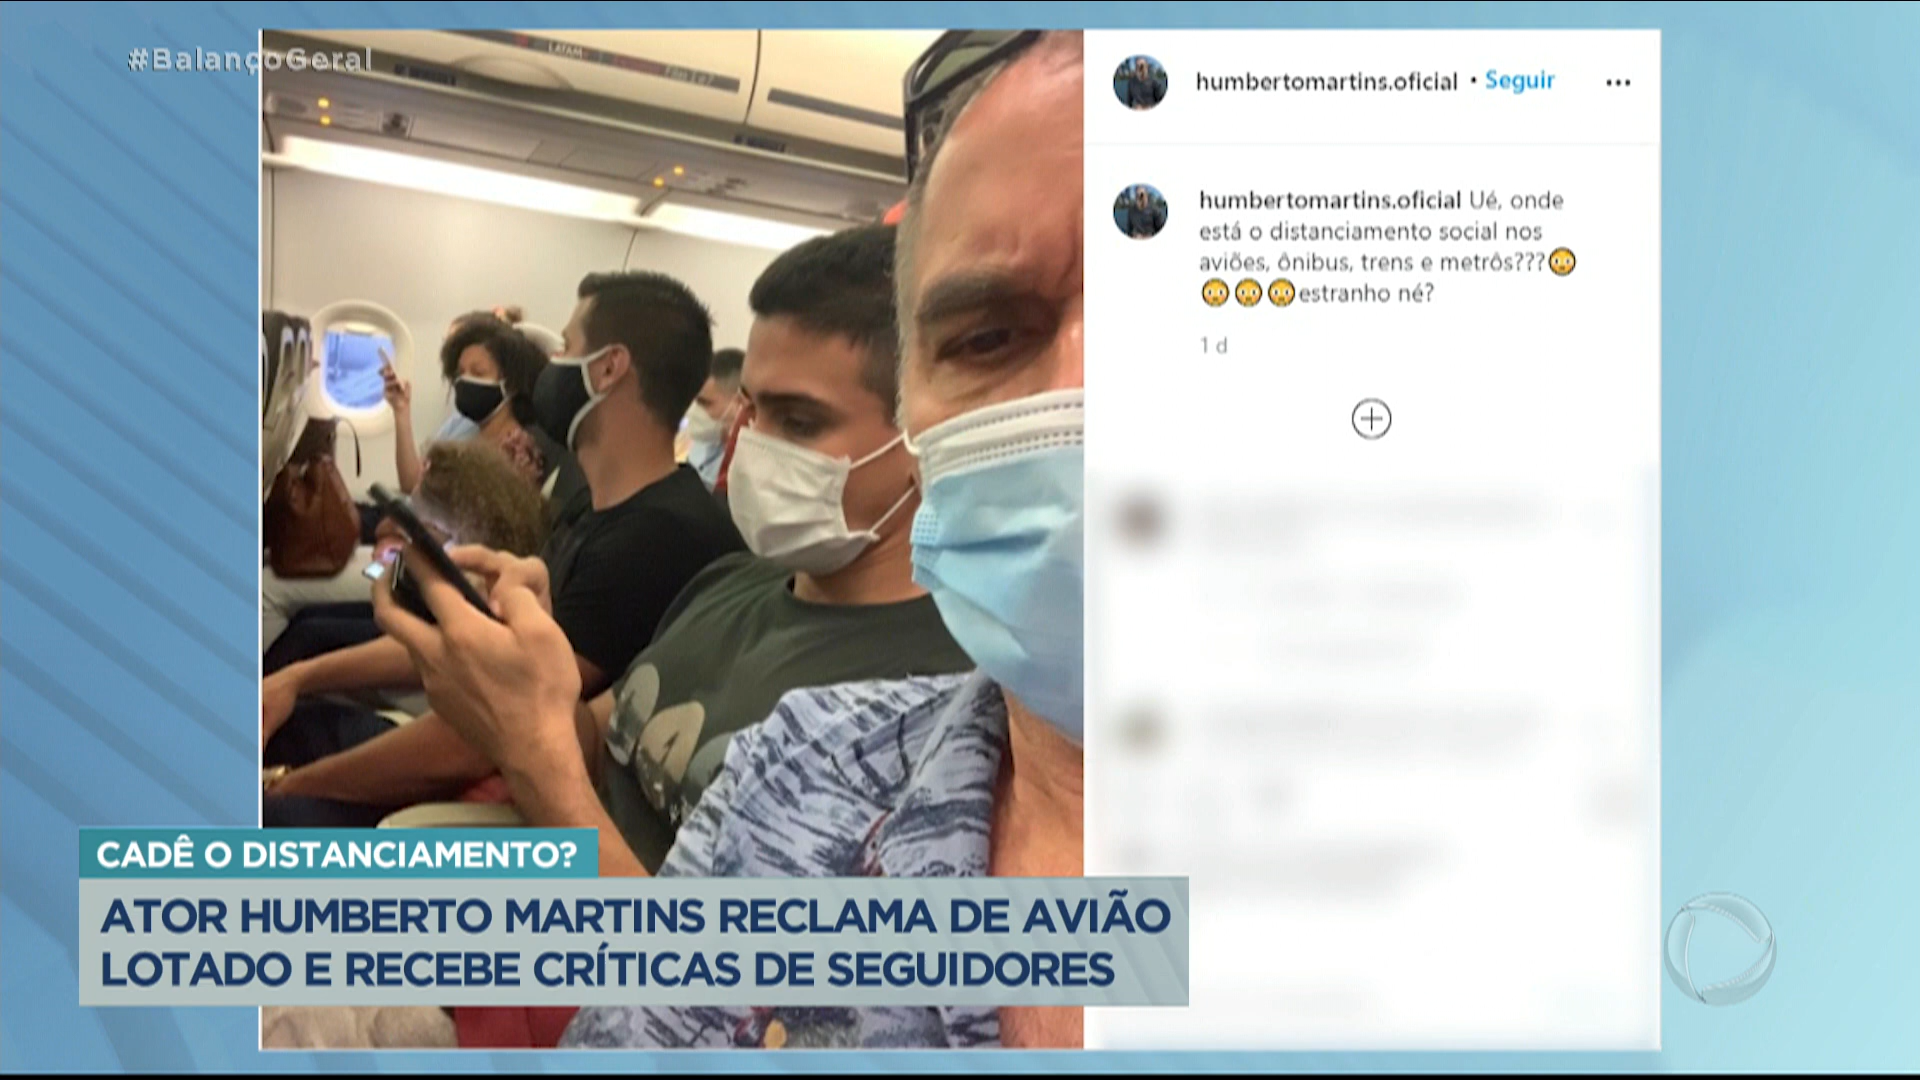 #BalançoGeral
LATAM
humbertomartins.oficial • Seguir
humbertomartins.oficial Ué, onde
está o distanciamento social nos
aviões, ônibus, trens e metrôs???😳
😳😳😳estranho né?
1 d
CADÊ O DISTANCIAMENTO?
ATOR HUMBERTO MARTINS RECLAMA DE AVIÃO
LOTADO E RECEBE CRÍTICAS DE SEGUIDORES